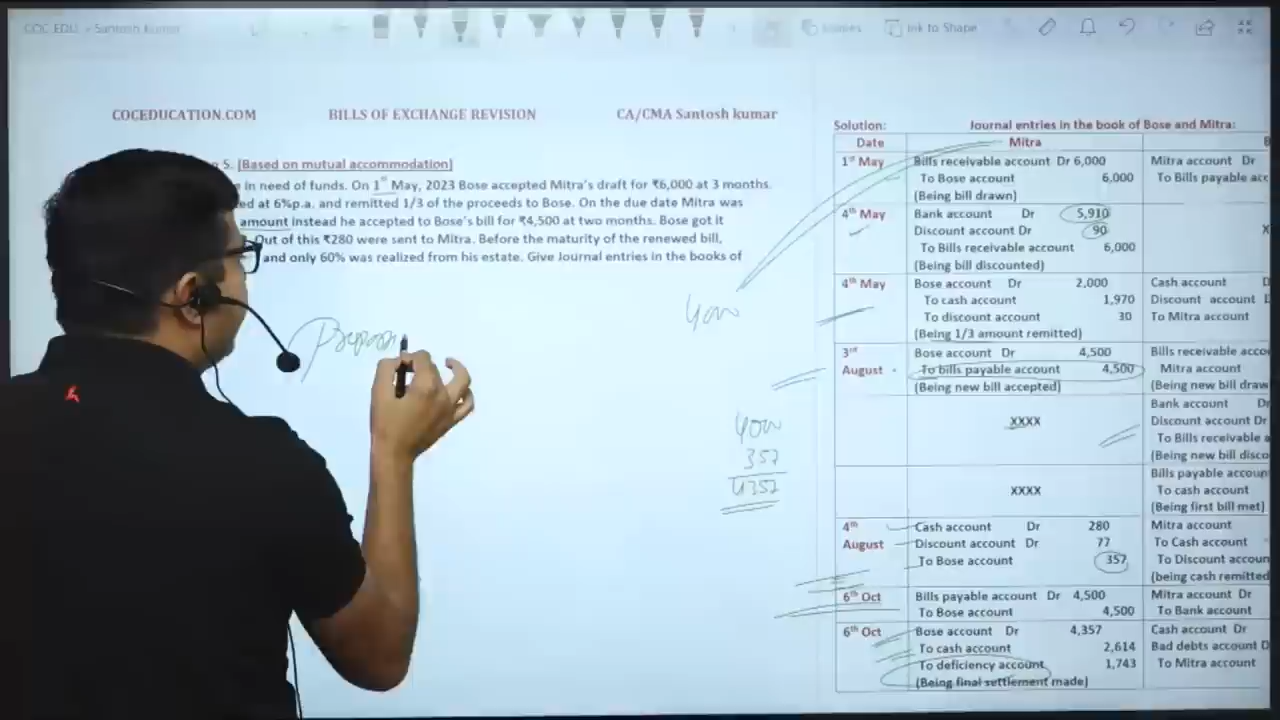 COC EDU. - Santosh kumar
Shapes
Ink to Shape
COCEDUCATION.COM BILLS OF EXCHANGE REVISION CA/CMA Santosh kumar
5. (Based on mutual accommodation)
in need of funds. On 1st May, 2023 Bose accepted Mitra's draft for ₹6,000 at 3 months.
ed at 6%p.a. and remitted 1/3 of the proceeds to Bose. On the due date Mitra was
amount instead he accepted to Bose's bill for ₹4,500 at two months. Bose got it
Out of this ₹280 were sent to Mitra. Before the maturity of the renewed bill,
and only 60% was realized from his estate. Give Journal entries in the books of
4000
4000
357
4357
Solution: Journal entries in the book of Bose and Mitra:
Date Mitra B
1st May Bills receivable account Dr 6,000 Mitra account Dr
To Bose account 6,000 To Bills payable acc
(Being bill drawn)
4th May Bank account Dr 5,910
Discount account Dr 90 X
To Bills receivable account 6,000
(Being bill discounted)
4th May Bose account Dr 2,000 Cash account D
To cash account 1,970 Discount account D
To discount account 30 To Mitra account
(Being 1/3 amount remitted)
3rd August Bose account Dr 4,500 Bills receivable acco
To bills payable account 4,500 Mitra account
(Being new bill accepted) (Being new bill draw
Bank account Dr
XXXX Discount account Dr
To Bills receivable a
(Being new bill disco
Bills payable accoun
XXXX To cash account
(Being first bill met)
4th August Cash account Dr 280 Mitra account
Discount account Dr 77 To Cash account
To Bose account 357 To Discount accoun
(being cash remitted
6th Oct Bills payable account Dr 4,500 Mitra account Dr
To Bose account 4,500 To Bank account
6th Oct Bose account Dr 4,357 Cash account Dr
To cash account 2,614 Bad debts account D
To deficiency account 1,743 To Mitra account
(Being final settlement made)